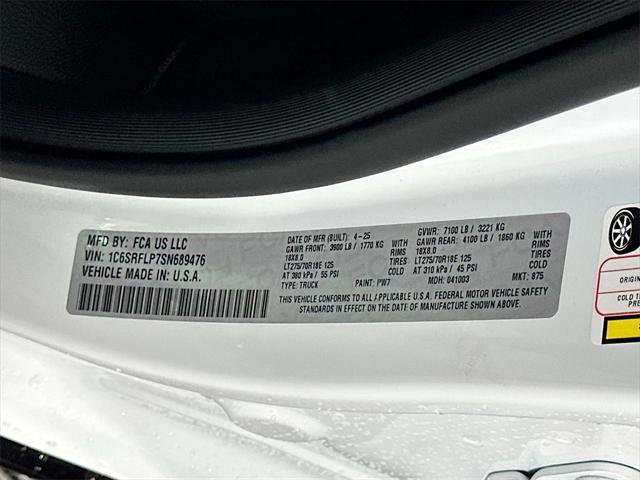 MFD BY: FCA US LLC
VIN: 1C6SRFLP7SN689476
VEHICLE MADE IN: U.S.A.
DATE OF MFR (BUILT): 4-25 GVWR: 7100 LB / 3221 KG
GAWR FRONT: 3900 LB / 1770 KG WITH GAWR REAR: 4100 LB / 1860 KG WITH
18X8.0 RIMS 18X8.0 RIMS
LT275/70R18E 125 TIRES LT275/70R18E 125 TIRES
AT 380 kPa / 55 PSI AT AT 310 kPa / 45 PSI AT
TYPE: TRUCK PAINT: PW7 MDH: 041003 MKT: 875
THIS VEHICLE CONFORMS TO ALL APPLICABLE U.S.A. FEDERAL MOTOR VEHICLE SAFETY
STANDARDS IN EFFECT ON THE DATE OF MANUFACTURE SHOWN ABOVE.
ORIGINAL
COLD